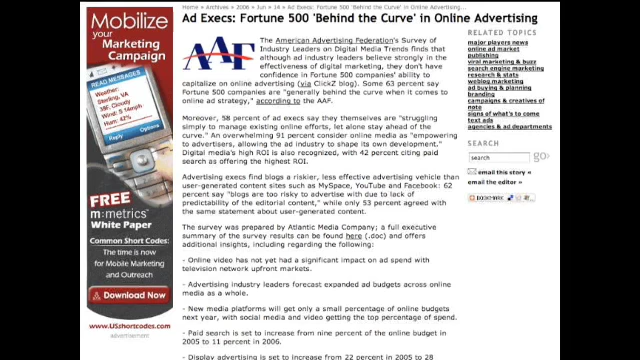 Home » Archives » 2006 » Jun » 14 » Ad Execs: Fortune 500 'Behind the Curve' in Online Advertising...
Ad Execs: Fortune 500 'Behind the Curve' in Online Advertising
Mobilize
your
Marketing
Campaign
READ MESSAGES
Weather:
Sterling, VA
38F, Cloudy
Wind: S 14mph
Hum: 42%
Reply
Options
FREE
m:metrics
White Paper
Common Short Codes:
The time is now
for Mobile Marketing
and Outreach
Download Now
www.USshortcodes.com
advertisement
AAF
The American Advertising Federation's Survey of
Industry Leaders on Digital Media Trends finds that
although ad industry leaders believe strongly in the
effectiveness of digital marketing, they don't have
confidence in Fortune 500 companies' ability to
capitalize on online advertising (via ClickZ blog). Some 63 percent say
Fortune 500 companies are "generally behind the curve when it comes to
online ad strategy," according to the AAF.
Moreover, 58 percent of ad execs say they themselves are "struggling
simply to manage existing online efforts, let alone stay ahead of the
curve." An overwhelming 91 percent consider online media as "empowering
to advertisers, allowing the ad industry to shape its own development."
Digital media's high ROI is also recognized, with 42 percent citing paid
search as offering the highest ROI.
Advertising execs find blogs a riskier, less effective advertising vehicle than
user-generated content sites such as MySpace, YouTube and Facebook: 62
percent say "blogs are too risky to advertise with due to lack of
predictability of the editorial content," while only 53 percent agreed with
the same statement about user-generated content.
The survey was prepared by Atlantic Media Company; a full executive
summary of the survey results can be found here (.doc) and offers
additional insights, including regarding the following:
- Online video has not yet had a significant impact on ad spend with
television network upfront markets.
- Advertising industry leaders forecast expanded ad budgets across online
media as a whole.
- New media platforms will get only a small percentage of online budgets
next year, with social media and video getting the top percentage of spend.
- Paid search is set to increase from nine percent of the online budget in
2005 to 11 percent in 2006.
- Display advertising is set to increase from 22 percent in 2005 to 28
RELATED TOPICS
major players news
online ad market
publishing
viral marketing & buzz
search engine marketing
research & stats
weblog marketing
ad buying & planning
branding
campaigns & creatives of
note
signs of what's to come
text ads
agencies & ad departments
search
go
email this story »
email the editor »
BOOKMARK